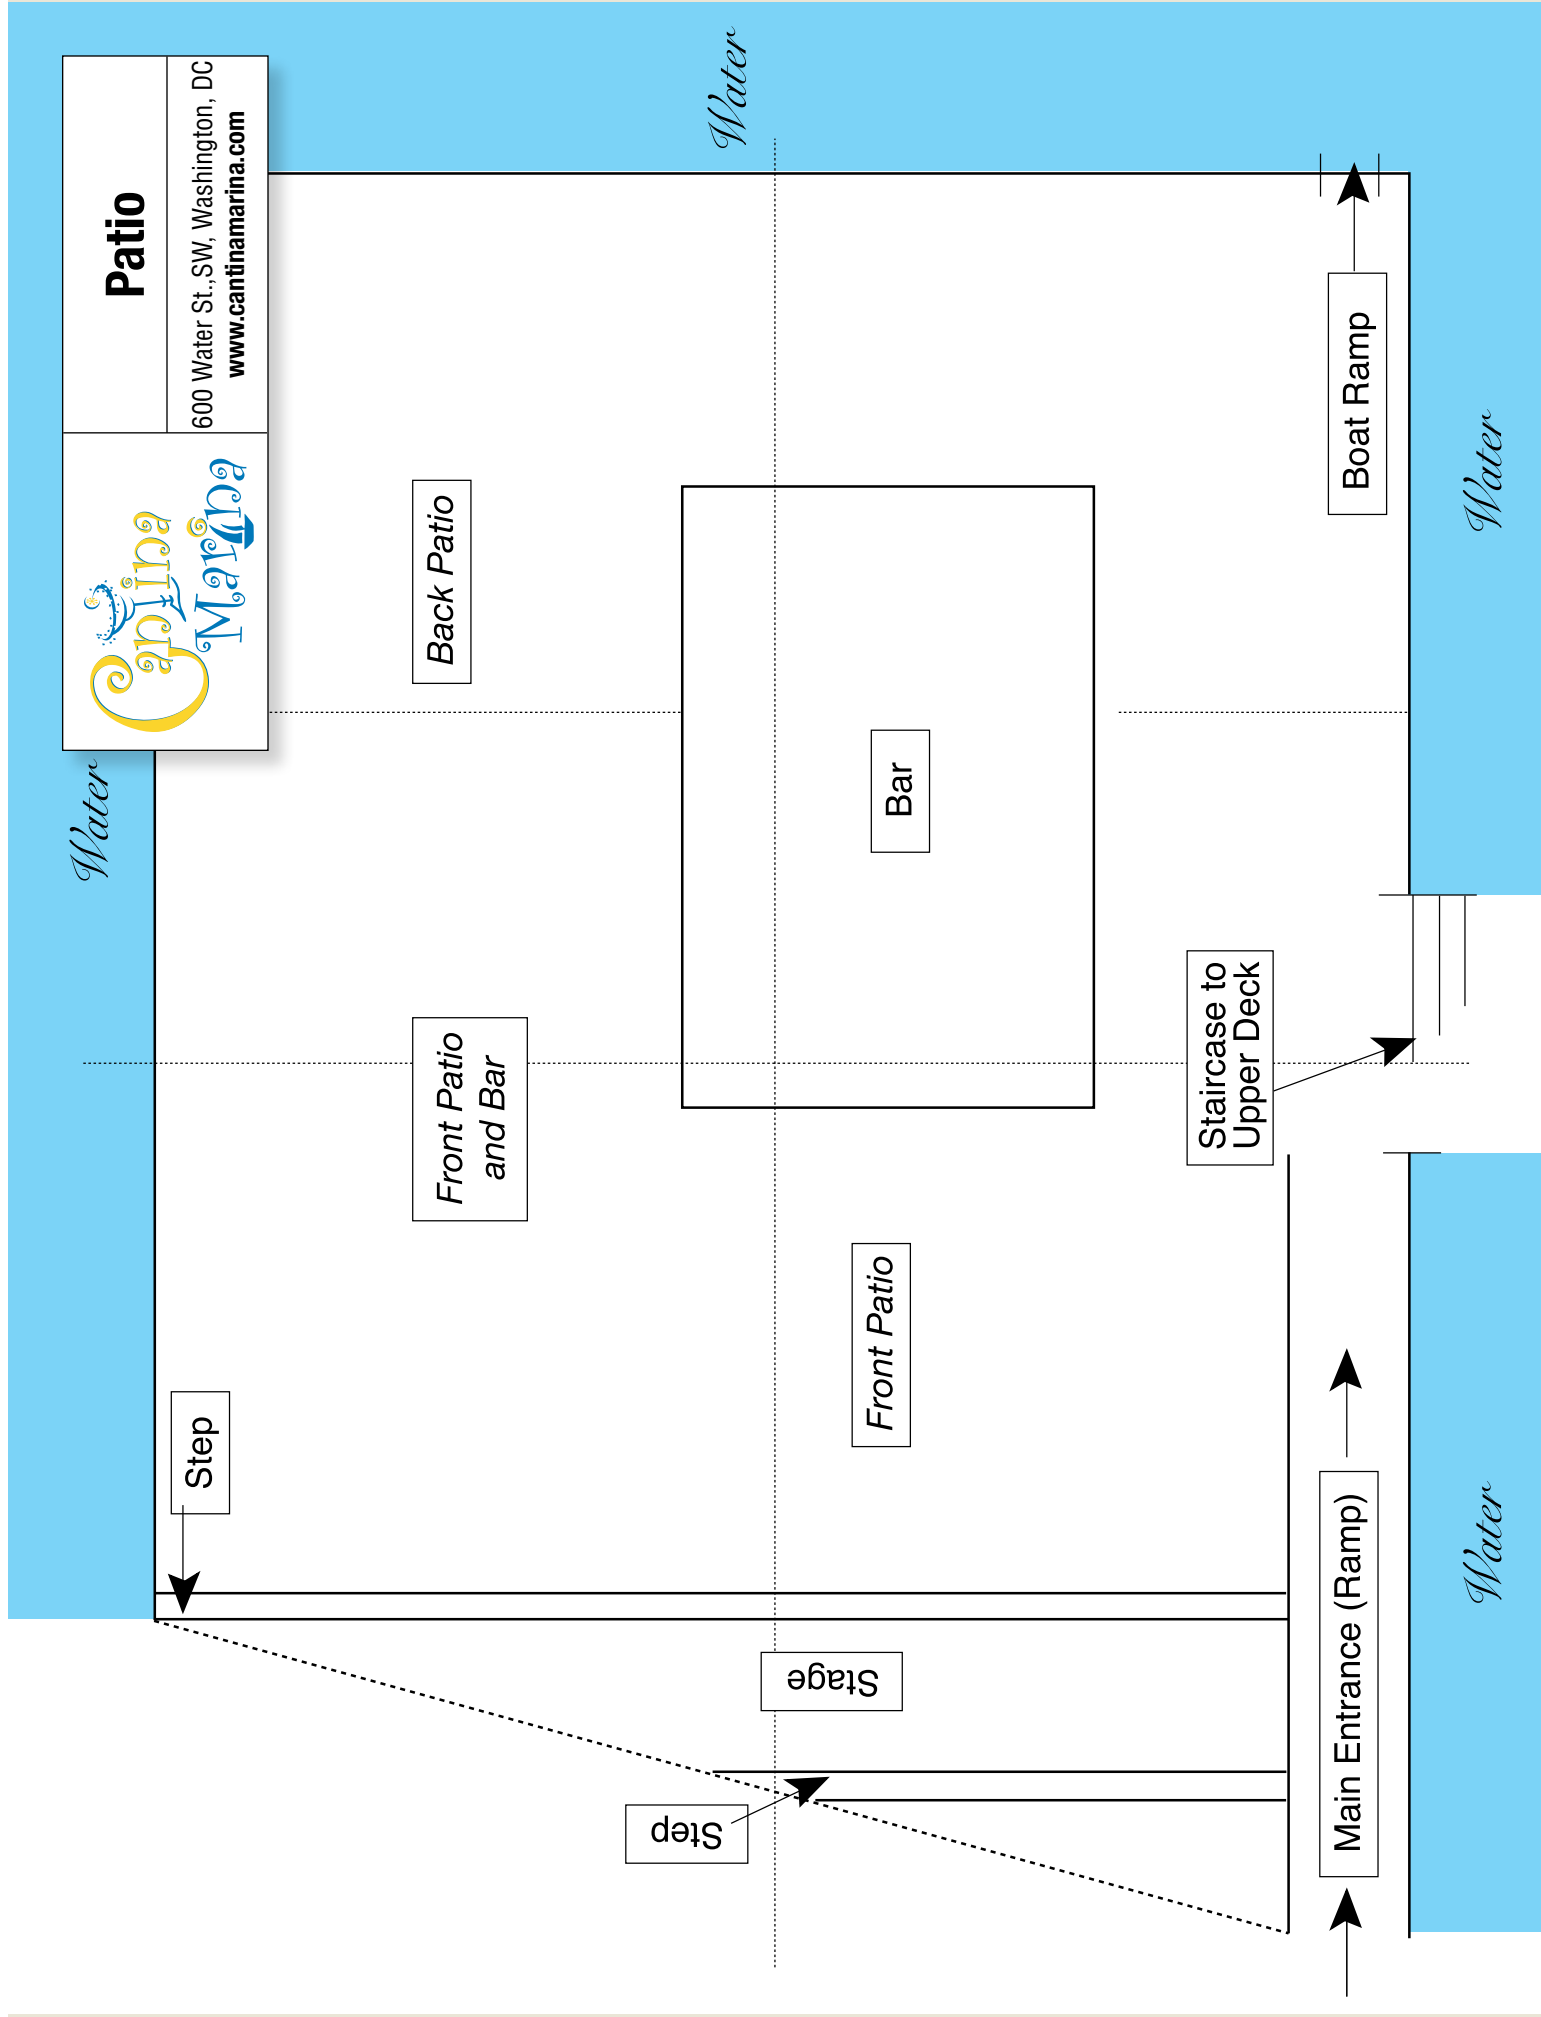 Cantina
Marina
Patio
600 Water St.,SW, Washington, DC
www.cantinamarina.com
Water
Water
Step
Front Patio
and Bar
Back Patio
Step
Stage
Front Patio
Bar
Staircase to
Upper Deck
Main Entrance (Ramp)
Boat Ramp
Water
Water